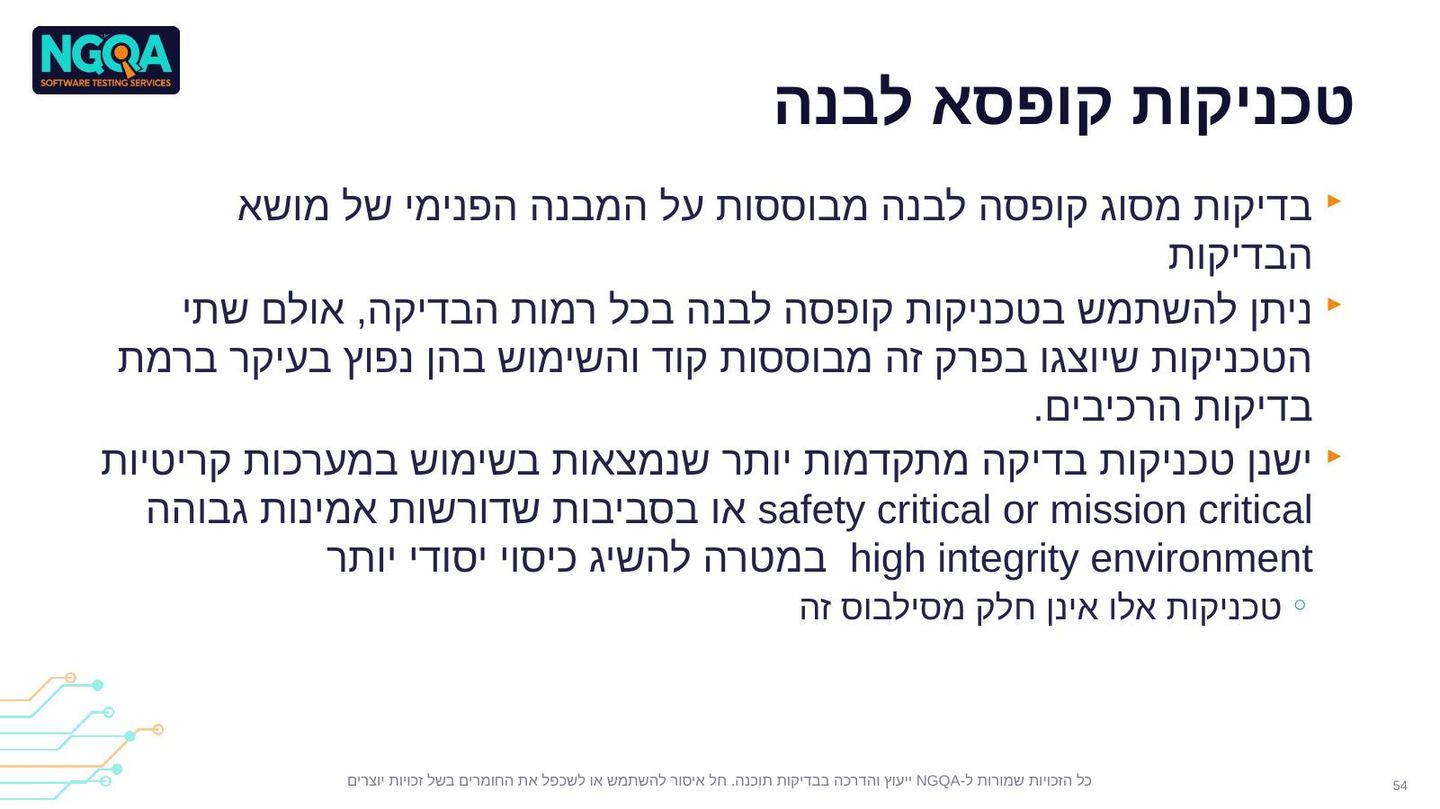 NGQA
SOFTWARE TESTING SERVICES
טכניקות קופסא לבנה
בדיקות מסוג קופסה לבנה מבוססות על המבנה הפנימי של מושא
הבדיקות
ניתן להשתמש בטכניקות קופסה לבנה בכל רמות הבדיקה, אולם שתי
הטכניקות שיוצגו בפרק זה מבוססות קוד והשימוש בהן נפוץ בעיקר ברמת
בדיקות הרכיבים.
ישנן טכניקות בדיקה מתקדמות יותר שנמצאות בשימוש במערכות קריטיות
safety critical or mission critical או בסביבות שדורשות אמינות גבוהה
high integrity environment במטרה להשיג כיסוי יסודי יותר
טכניקות אלו אינן חלק מסילבוס זה
כל הזכויות שמורות ל-NGQA ייעוץ והדרכה בבדיקות תוכנה. חל איסור להשתמש או לשכפל את החומרים בשל זכויות יוצרים
54